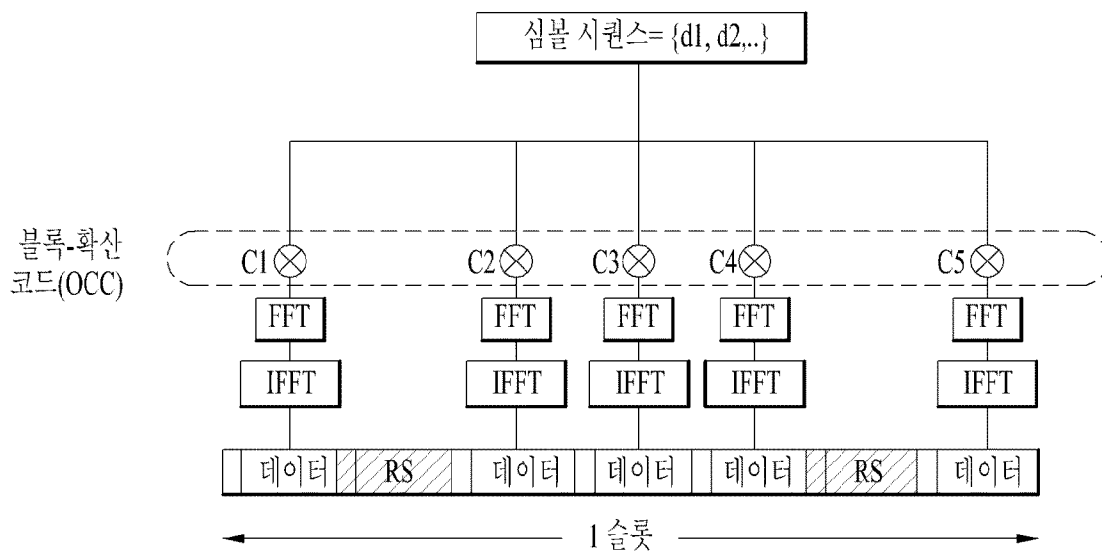 심볼 시퀀스= {d1, d2,..}
블록-확산
코드(OCC)
C1
C2
C3
C4
C5
FFT
FFT
FFT
FFT
FFT
IFFT
IFFT
IFFT
IFFT
IFFT
데이터
RS
데이터
데이터
데이터
RS
데이터
1 슬롯